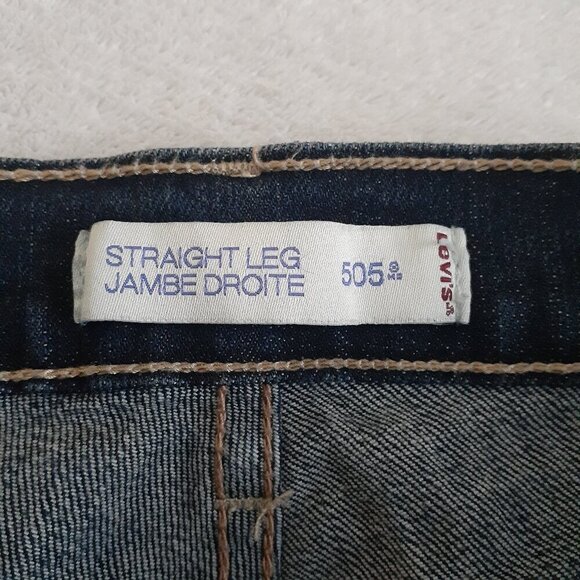 STRAIGHT LEG
JAMBE DROITE
505®
Levi's